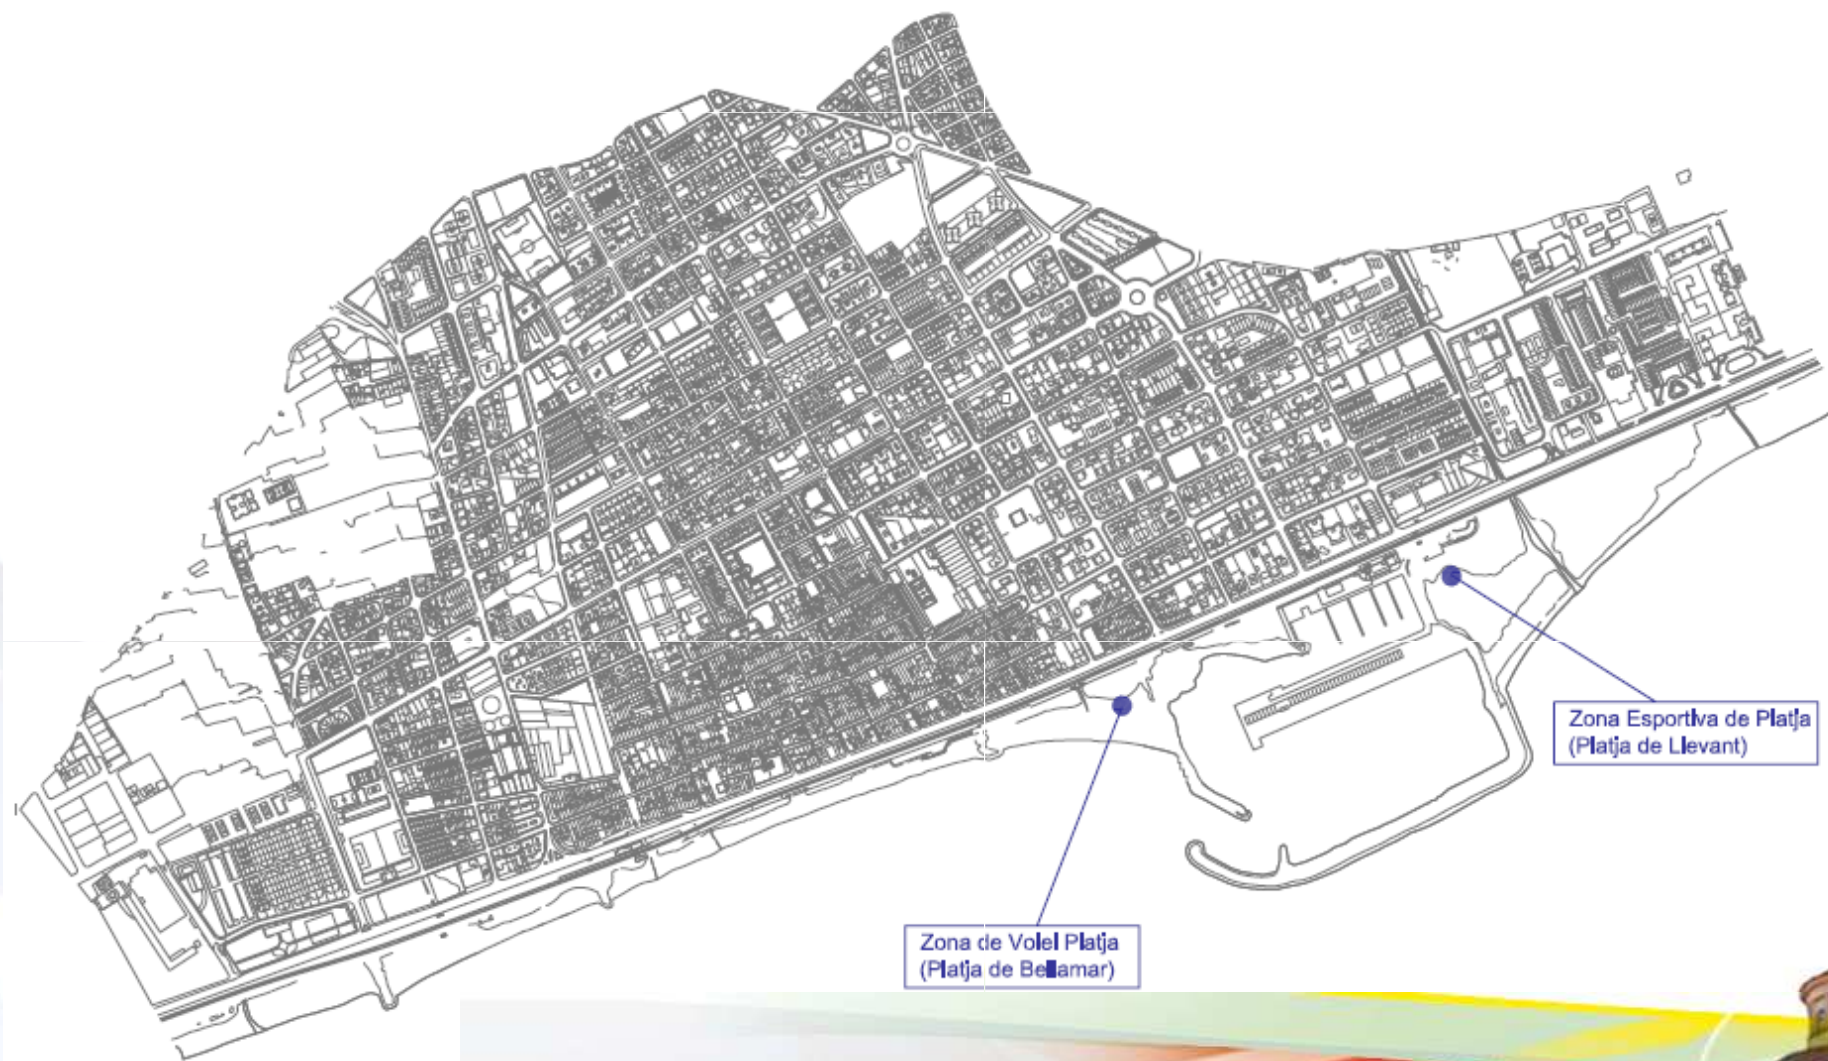 Zona Esportiva de Platja
(Platja de Llevant)
Zona de Volei Platja
(Platja de Bellamar)